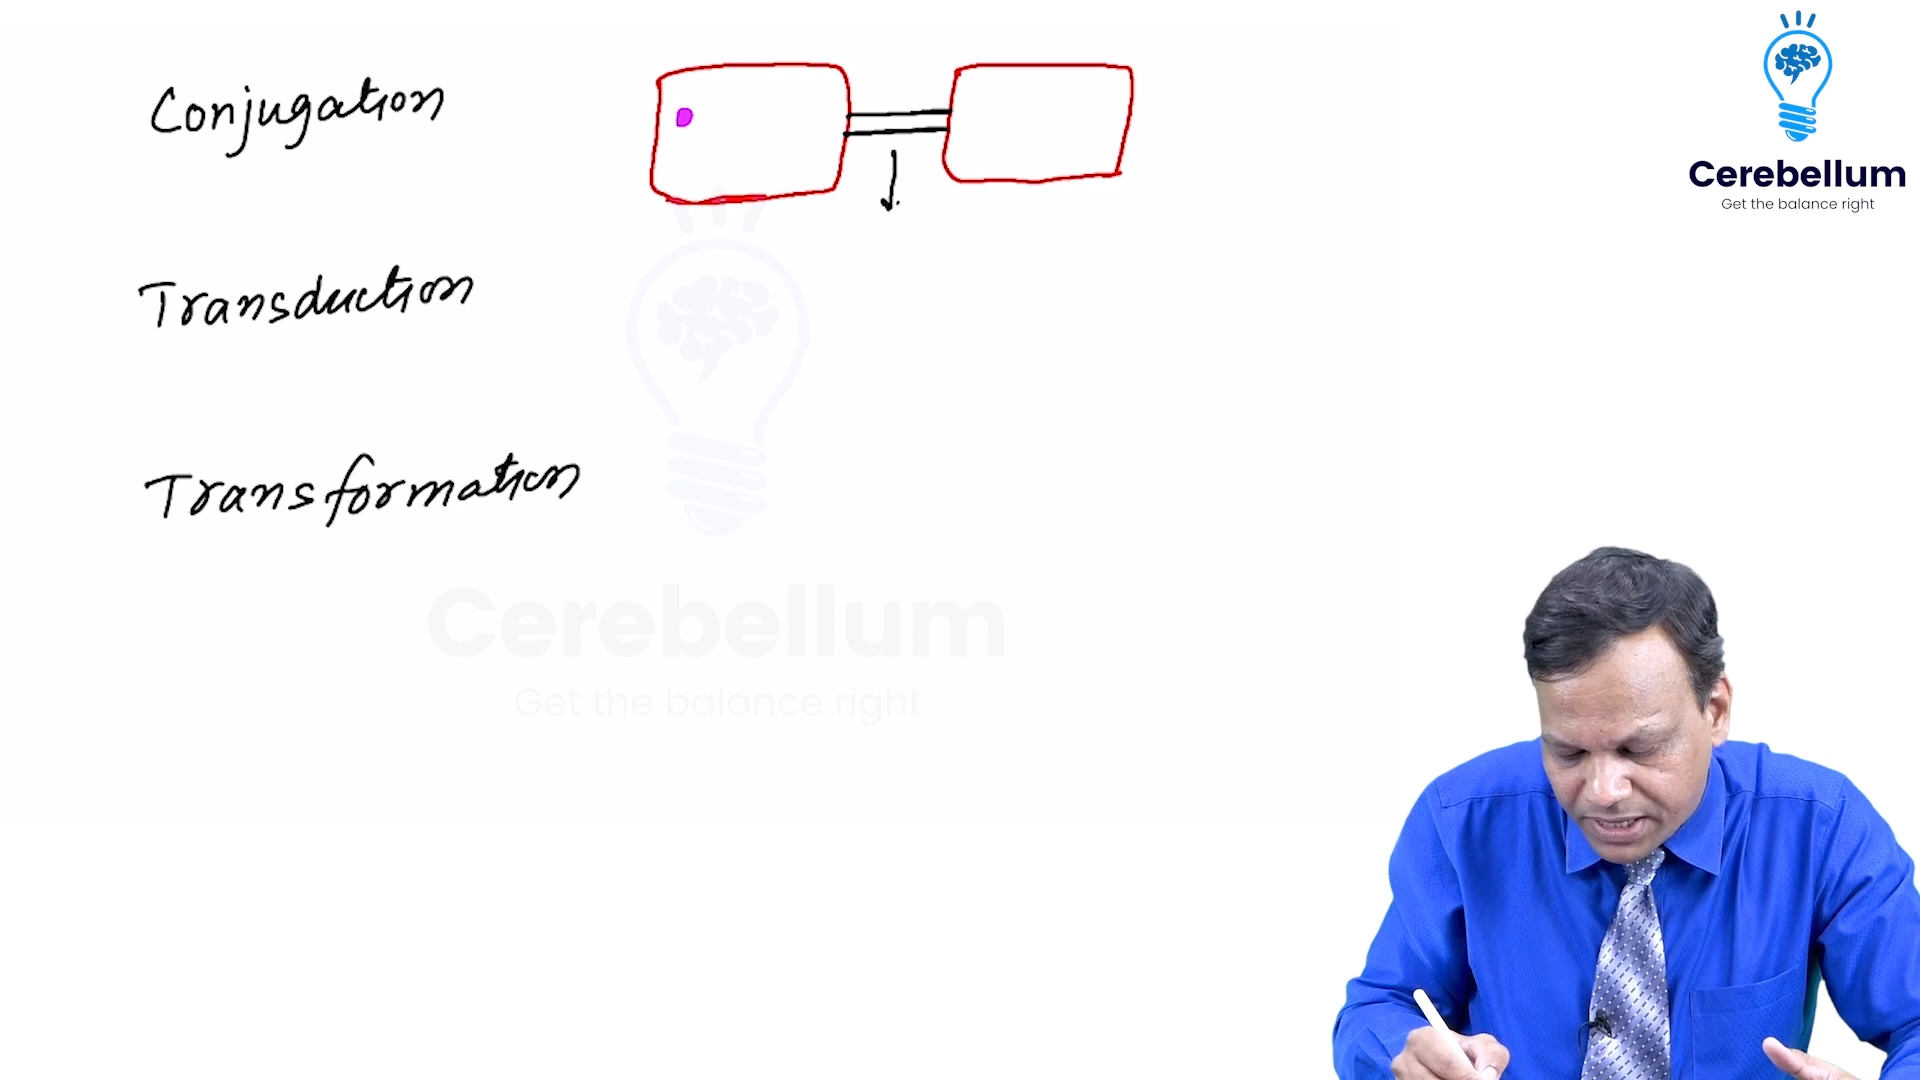 Conjugation
Cerebellum
Get the balance right
Transduction
Transformation
Cerebellum
Get the balance right